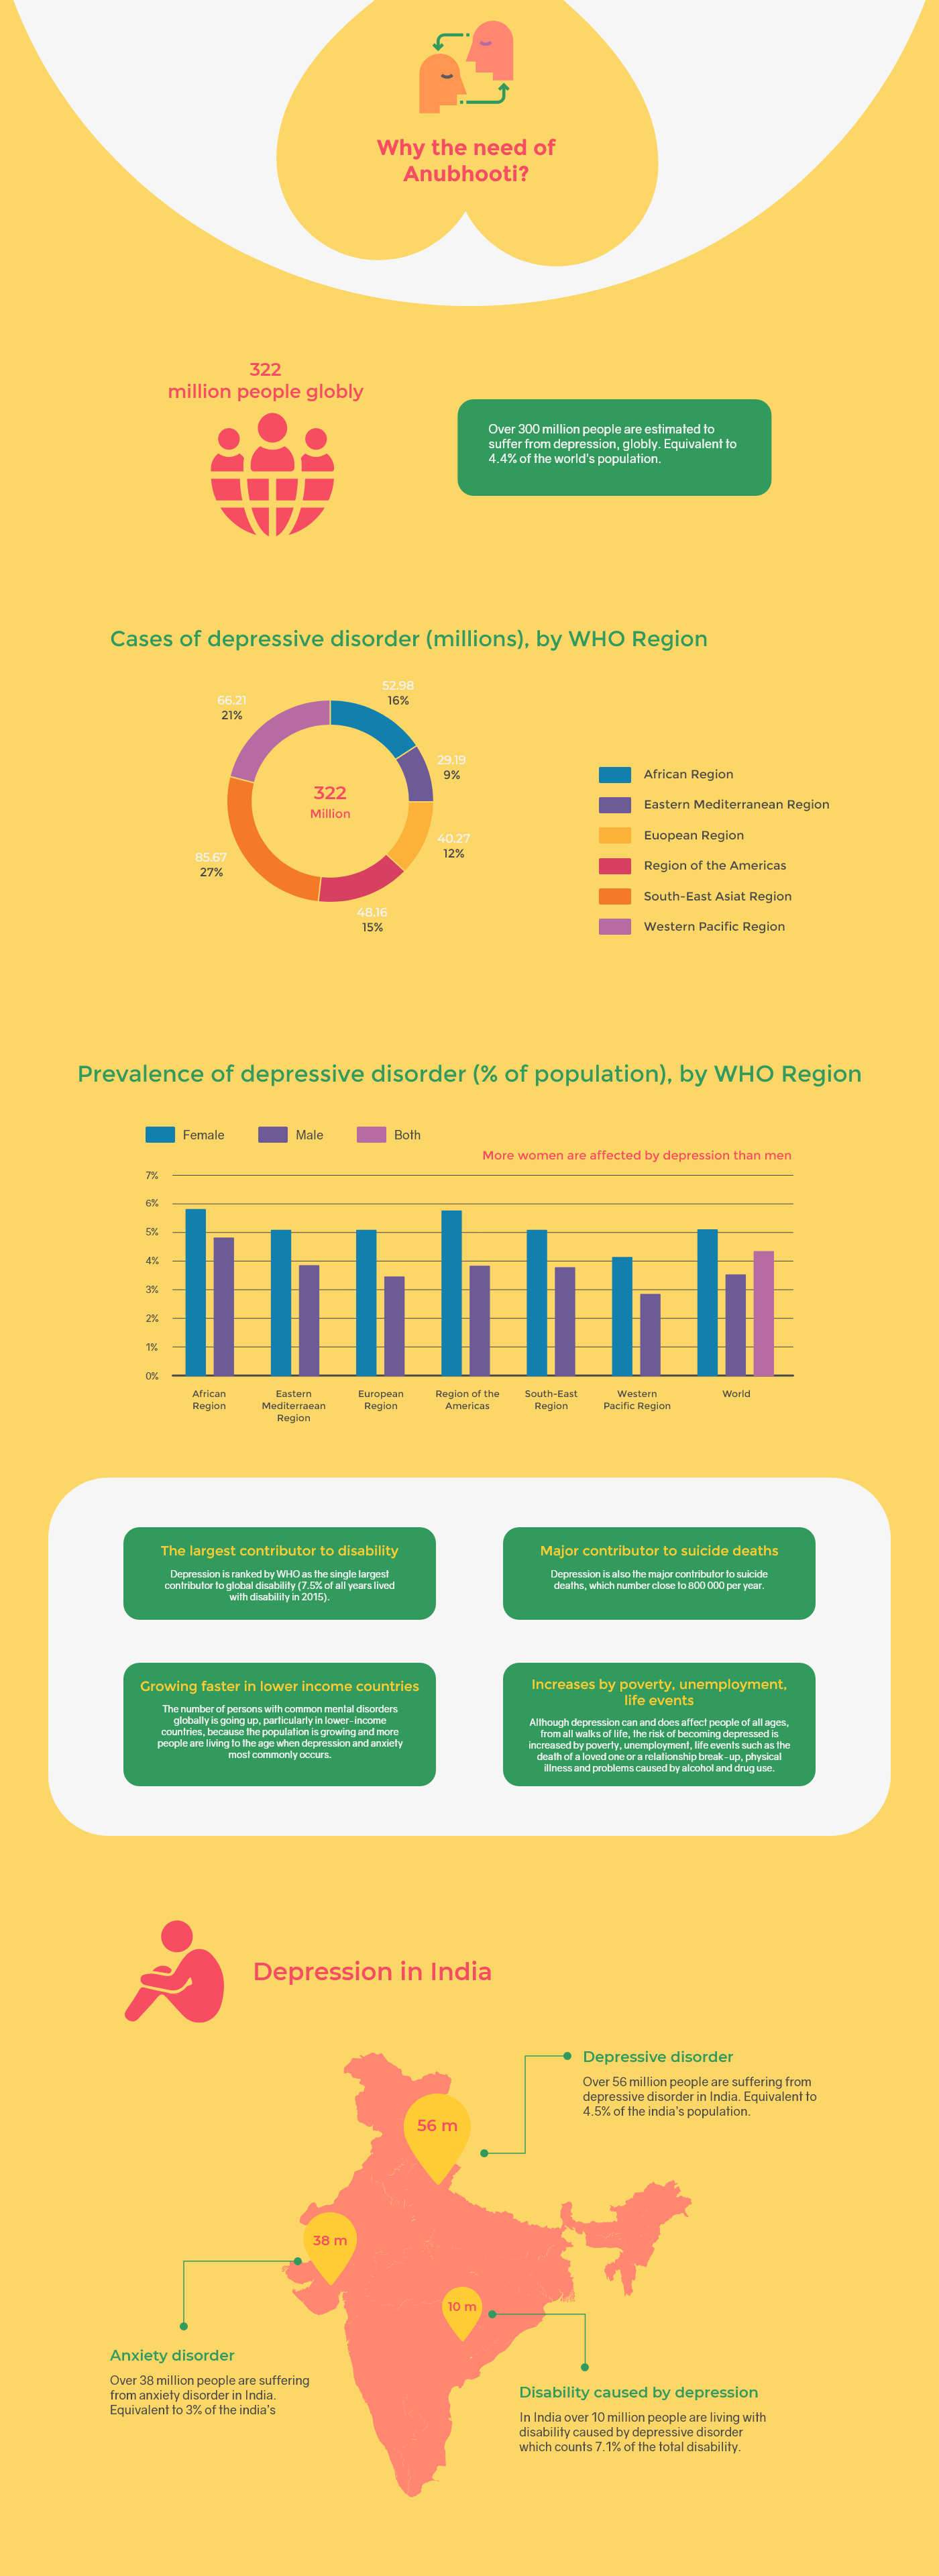 Why the need of
Anubhooti?
322
million people globly
Over 300 million people are estimated to
suffer from depression, globly. Equivalent to
4.4% of the world's population.
Cases of depressive disorder (millions), by WHO Region
52.98
16%
66.21
21%
29.19
9%
322
Million
40.27
12%
85.67
27%
48.16
15%
African Region
Eastern Mediterranean Region
Euopean Region
Region of the Americas
South-East Asiat Region
Western Pacific Region
Prevalence of depressive disorder (% of population), by WHO Region
Female
Male
Both
More women are affected by depression than men
7%
6%
5%
4%
3%
2%
1%
0%
African
Region
Eastern
Mediterraean
Region
European
Region
Region of the
Americas
South-East
Region
Western
Pacific Region
World
The largest contributor to disability
Depression is ranked by WHO as the single largest
contributor to global disability (7.5% of all years lived
with disability in 2015).
Major contributor to suicide deaths
Depression is also the major contributor to suicide
deaths, which number close to 800 000 per year.
Growing faster in lower income countries
The number of persons with common mental disorders
globally is going up, particularly in lower-income
countries, because the population is growing and more
people are living to the age when depression and anxiety
most commonly occurs.
Increases by poverty, unemployment,
life events
Although depression can and does affect people of all ages,
from all walks of life, the risk of becoming depressed is
increased by poverty, unemployment, life events such as the
death of a loved one or a relationship break-up, physical
illness and problems caused by alcohol and drug use.
Depression in India
Depressive disorder
Over 56 million people are suffering from
depressive disorder in India. Equivalent to
4.5% of the india's population.
56 m
38 m
10 m
Anxiety disorder
Over 38 million people are suffering
from anxiety disorder in India.
Equivalent to 3% of the india's
Disability caused by depression
In India over 10 million people are living with
disability caused by depressive disorder
which counts 7.1% of the total disability.